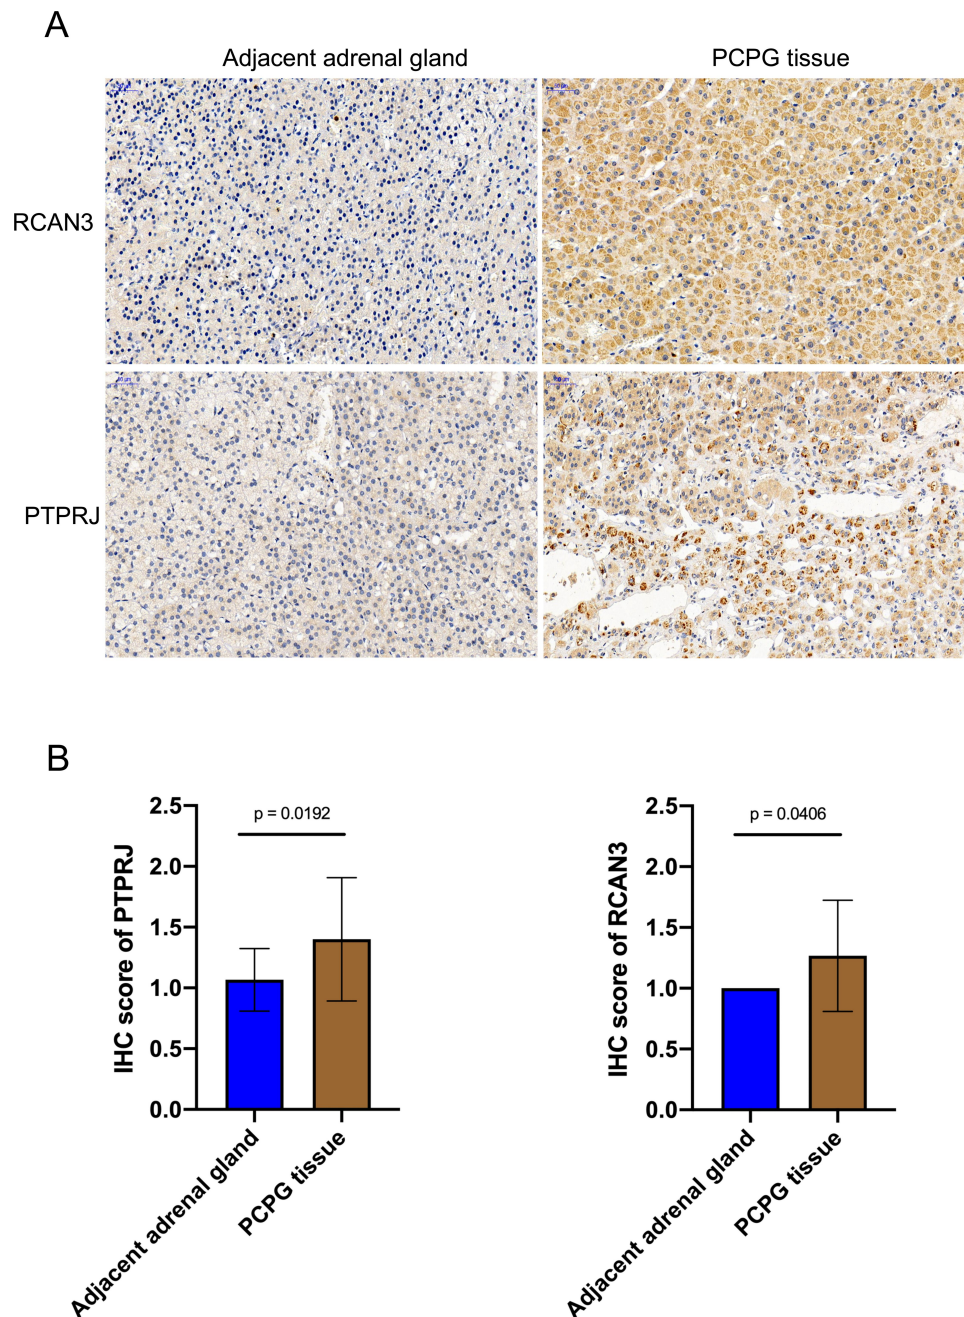 A
Adjacent adrenal gland
PCPG tissue
RCAN3
PTPRJ
B
2.5
2.0
1.5
1.0
0.5
0.0
IHC score of PTPRJ
p = 0.0192
Adjacent adrenal gland
PCPG tissue
2.5
2.0
1.5
1.0
0.5
0.0
IHC score of RCAN3
p = 0.0406
Adjacent adrenal gland
PCPG tissue